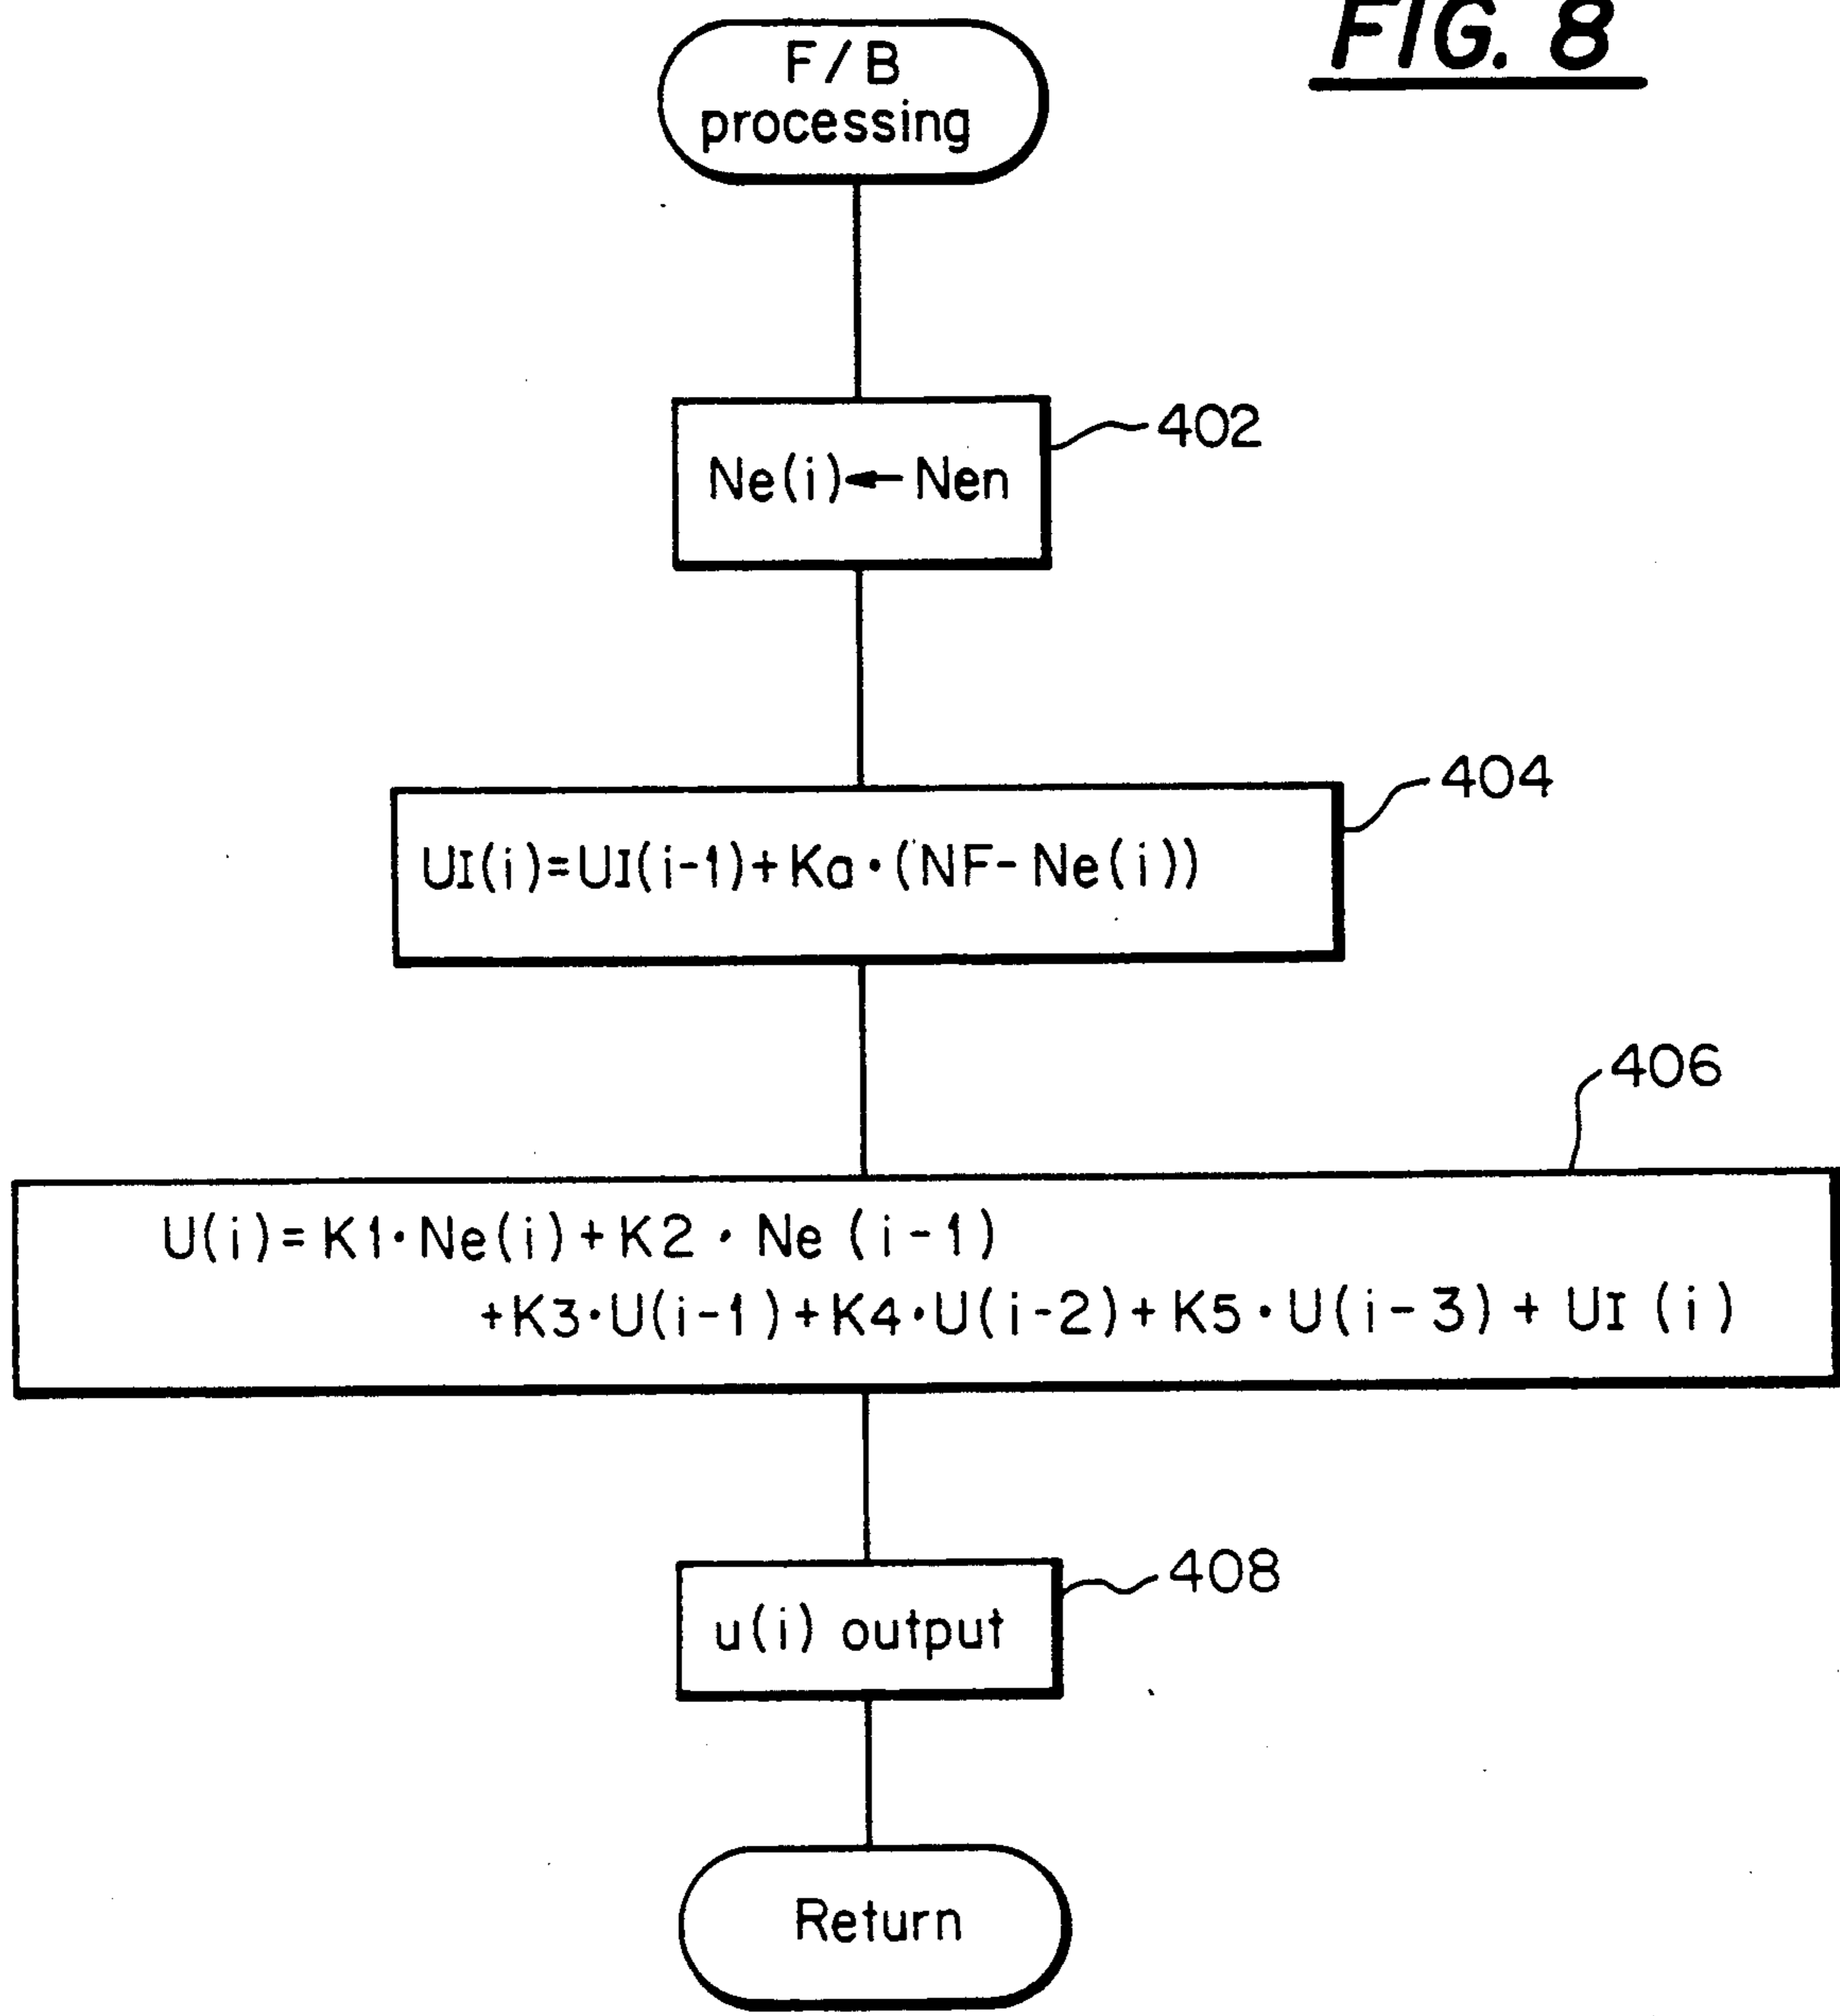 FIG. 8
F/B
processing
402
Ne(i)←Nen
404
UI(i)=UI(i-1)+Ka·(NF-Ne(i))
406
U(i)=K1·Ne(i)+K2·Ne(i-1)
+K3·U(i-1)+K4·U(i-2)+K5·U(i-3)+UI(i)
408
u(i) output
Return